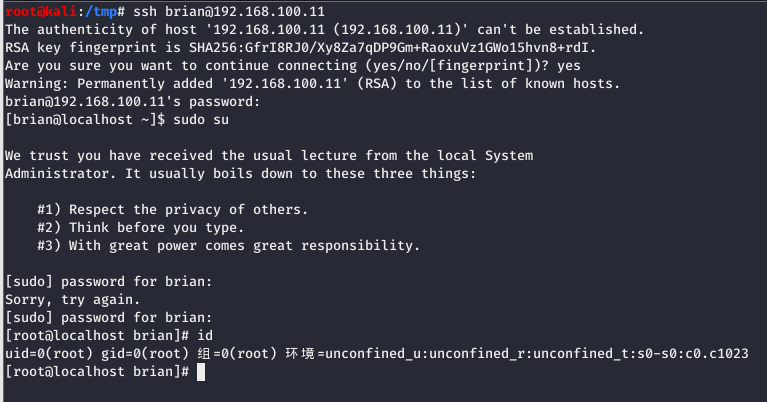 root@kali:/tmp# ssh brian@192.168.100.11
The authenticity of host '192.168.100.11 (192.168.100.11)' can't be established.
RSA key fingerprint is SHA256:GfrI8RJ0/Xy8Za7qDP9Gm+RaoxuVz1GWo15hvn8+rdI.
Are you sure you want to continue connecting (yes/no/[fingerprint])? yes
Warning: Permanently added '192.168.100.11' (RSA) to the list of known hosts.
brian@192.168.100.11's password:
[brian@localhost ~]$ sudo su
We trust you have received the usual lecture from the local System
Administrator. It usually boils down to these three things:
#1) Respect the privacy of others.
#2) Think before you type.
#3) With great power comes great responsibility.
[sudo] password for brian:
Sorry, try again.
[sudo] password for brian:
[root@localhost brian]# id
uid=0(root) gid=0(root) 组=0(root) 环境=unconfined_u:unconfined_r:unconfined_t:s0-s0:c0.c1023
[root@localhost brian]#